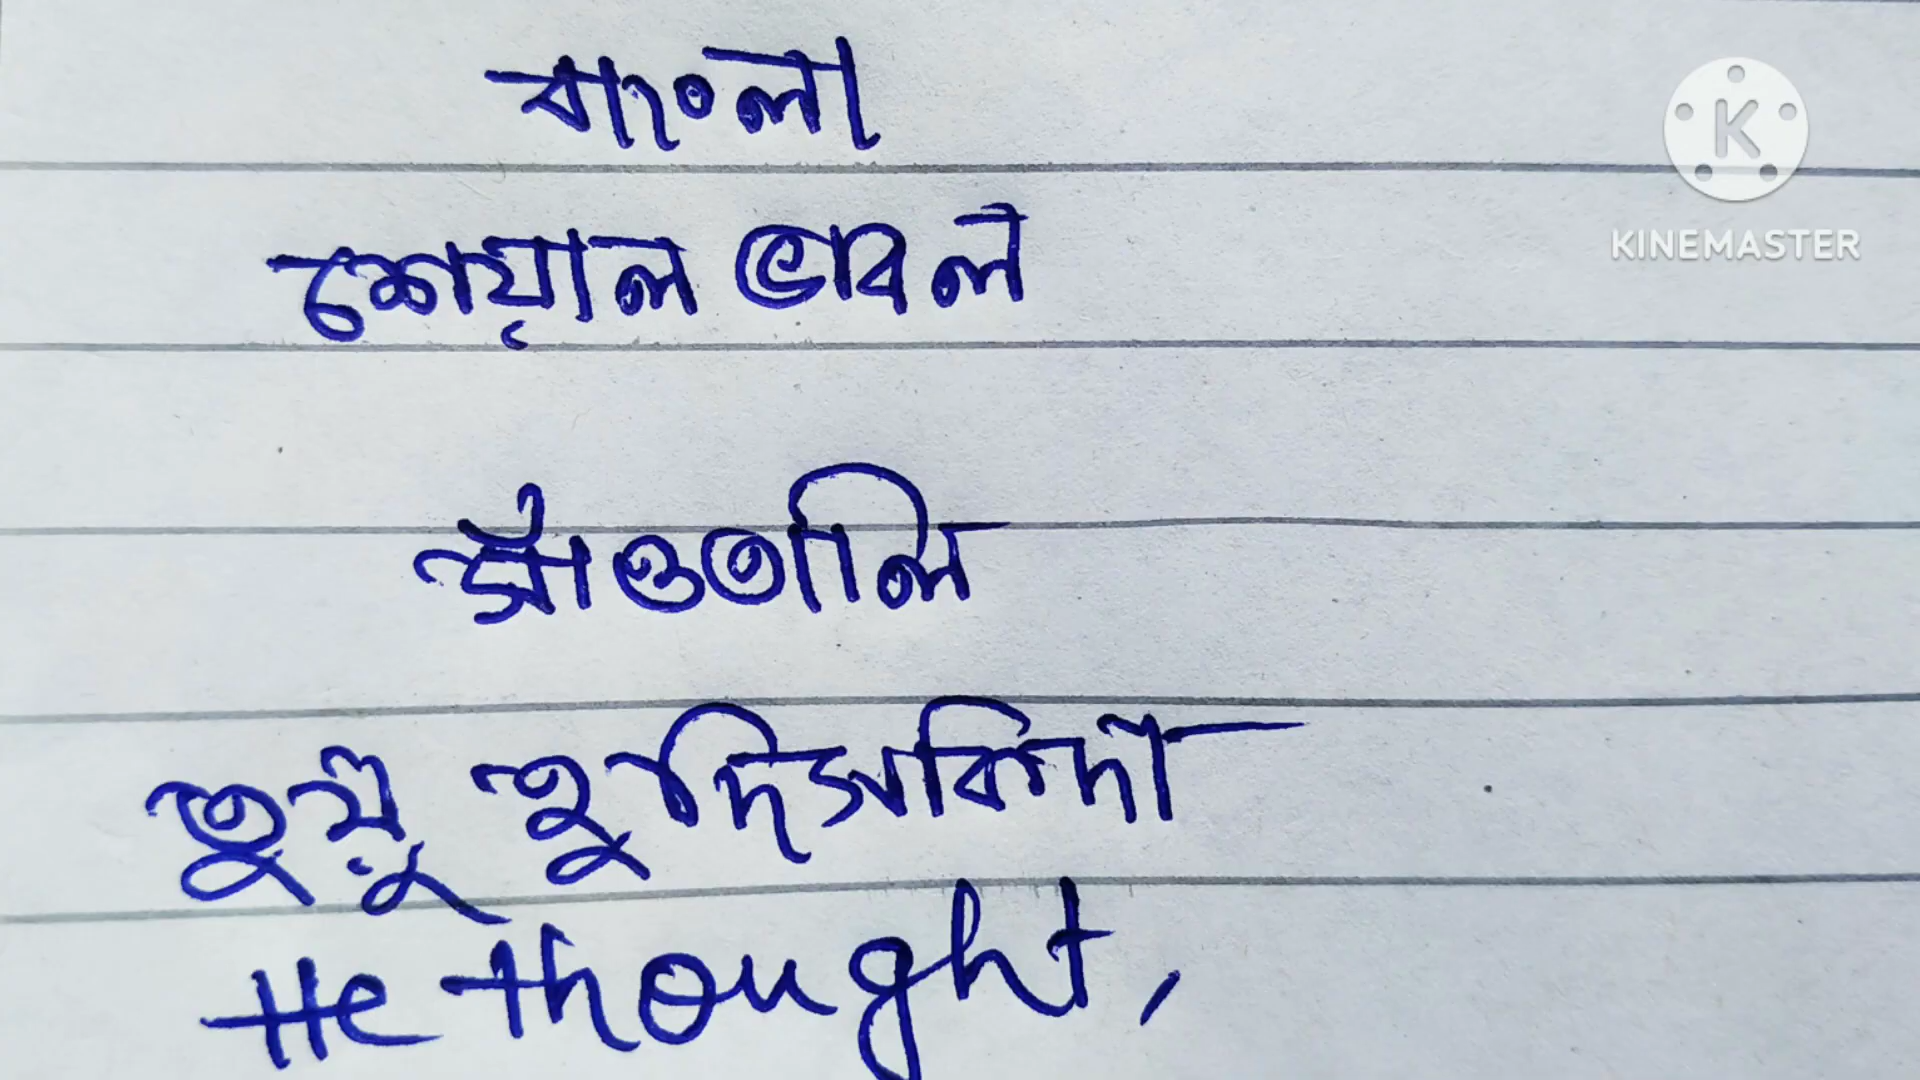 বাংলা
শেয়াল ভাবল
সাঁওতালি
তুয়ু হু দিসাকিদা
He thought,
KINEMASTER